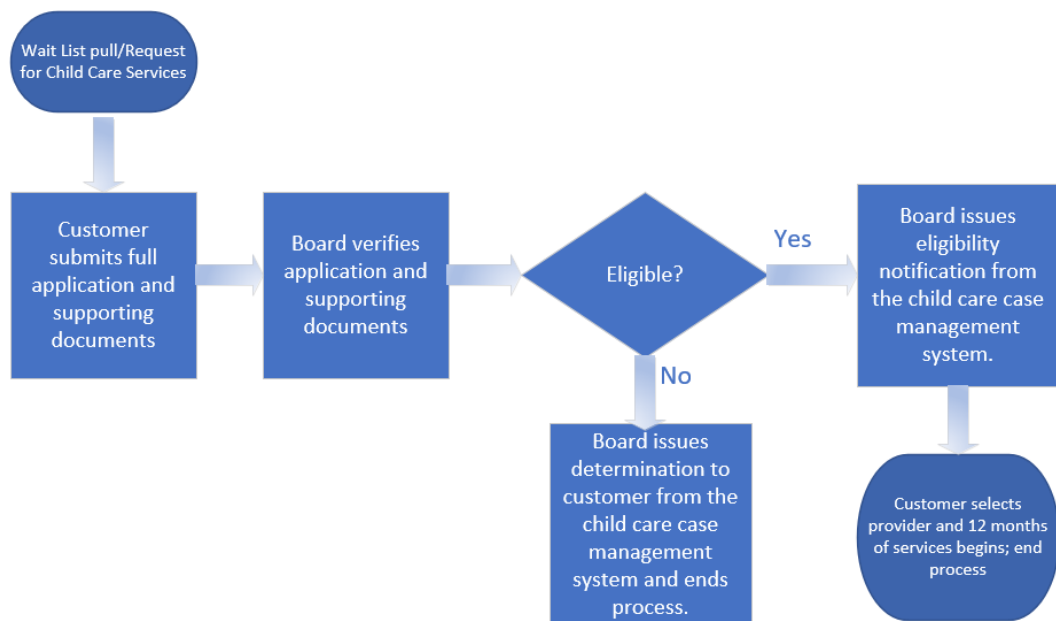 Wait List pull/Request
for Child Care Services
Customer
submits full
application and
supporting
documents
Board verifies
application and
supporting
documents
Eligible?
Yes
Board issues
eligibility
notification from
the child care case
management
system.
No
Board issues
determination to
customer from the
child care case
management
system and ends
process.
Customer selects
provider and 12 months
of services begins; end
process